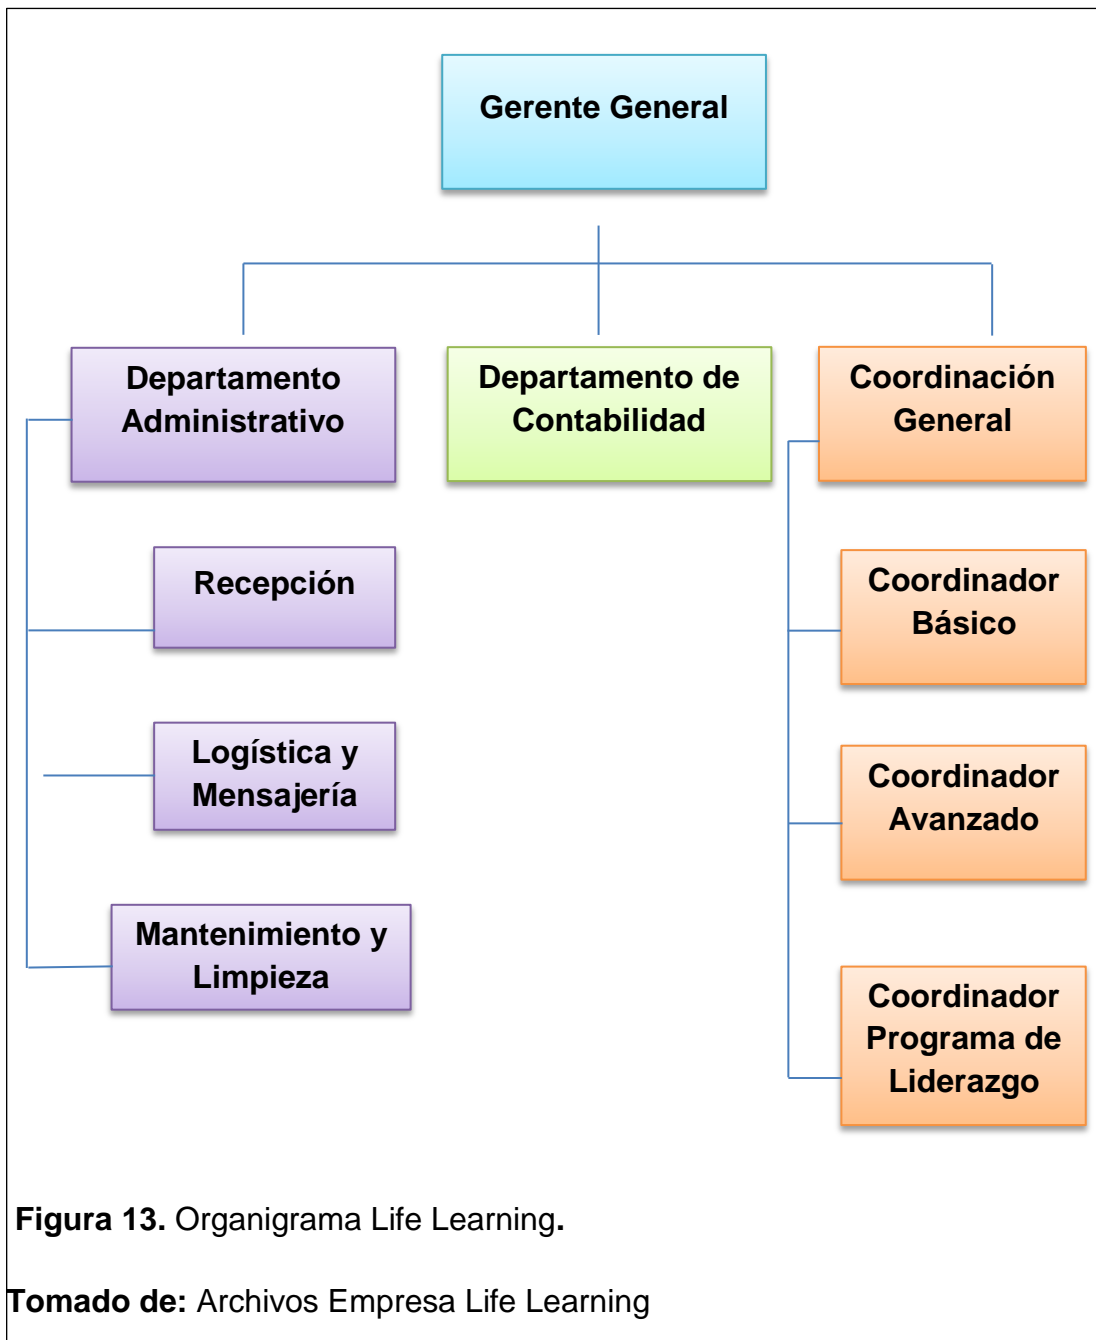 Gerente General
Departamento
Administrativo
Departamento de
Contabilidad
Coordinación
General
Recepción
Logística y
Mensajería
Mantenimiento y
Limpieza
Coordinador
Básico
Coordinador
Avanzado
Coordinador
Programa de
Liderazgo
Figura 13. Organigrama Life Learning.
Tomado de: Archivos Empresa Life Learning